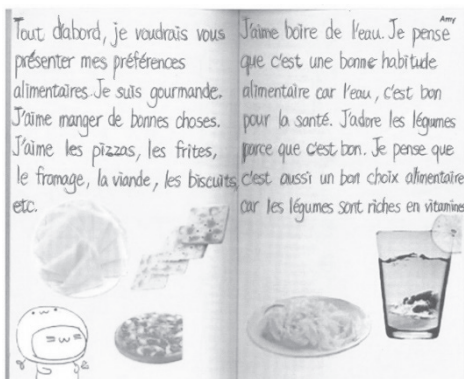 Tout d'abord, je voudrais vous
présenter mes préférences
alimentaires. Je suis gourmande.
J'aime manger de bonnes choses.
J'aime les pizzas, les frites,
le fromage, la viande, les biscuits,
etc.
Amy
J'aime boire de l'eau. Je pense
que c'est une bonne habitude
alimentaire car l'eau, c'est bon
pour la santé. J'adore les légumes
parce que c'est bon. Je pense que
c'est aussi un bon choix alimentaire
car les légumes sont riches en vitamines